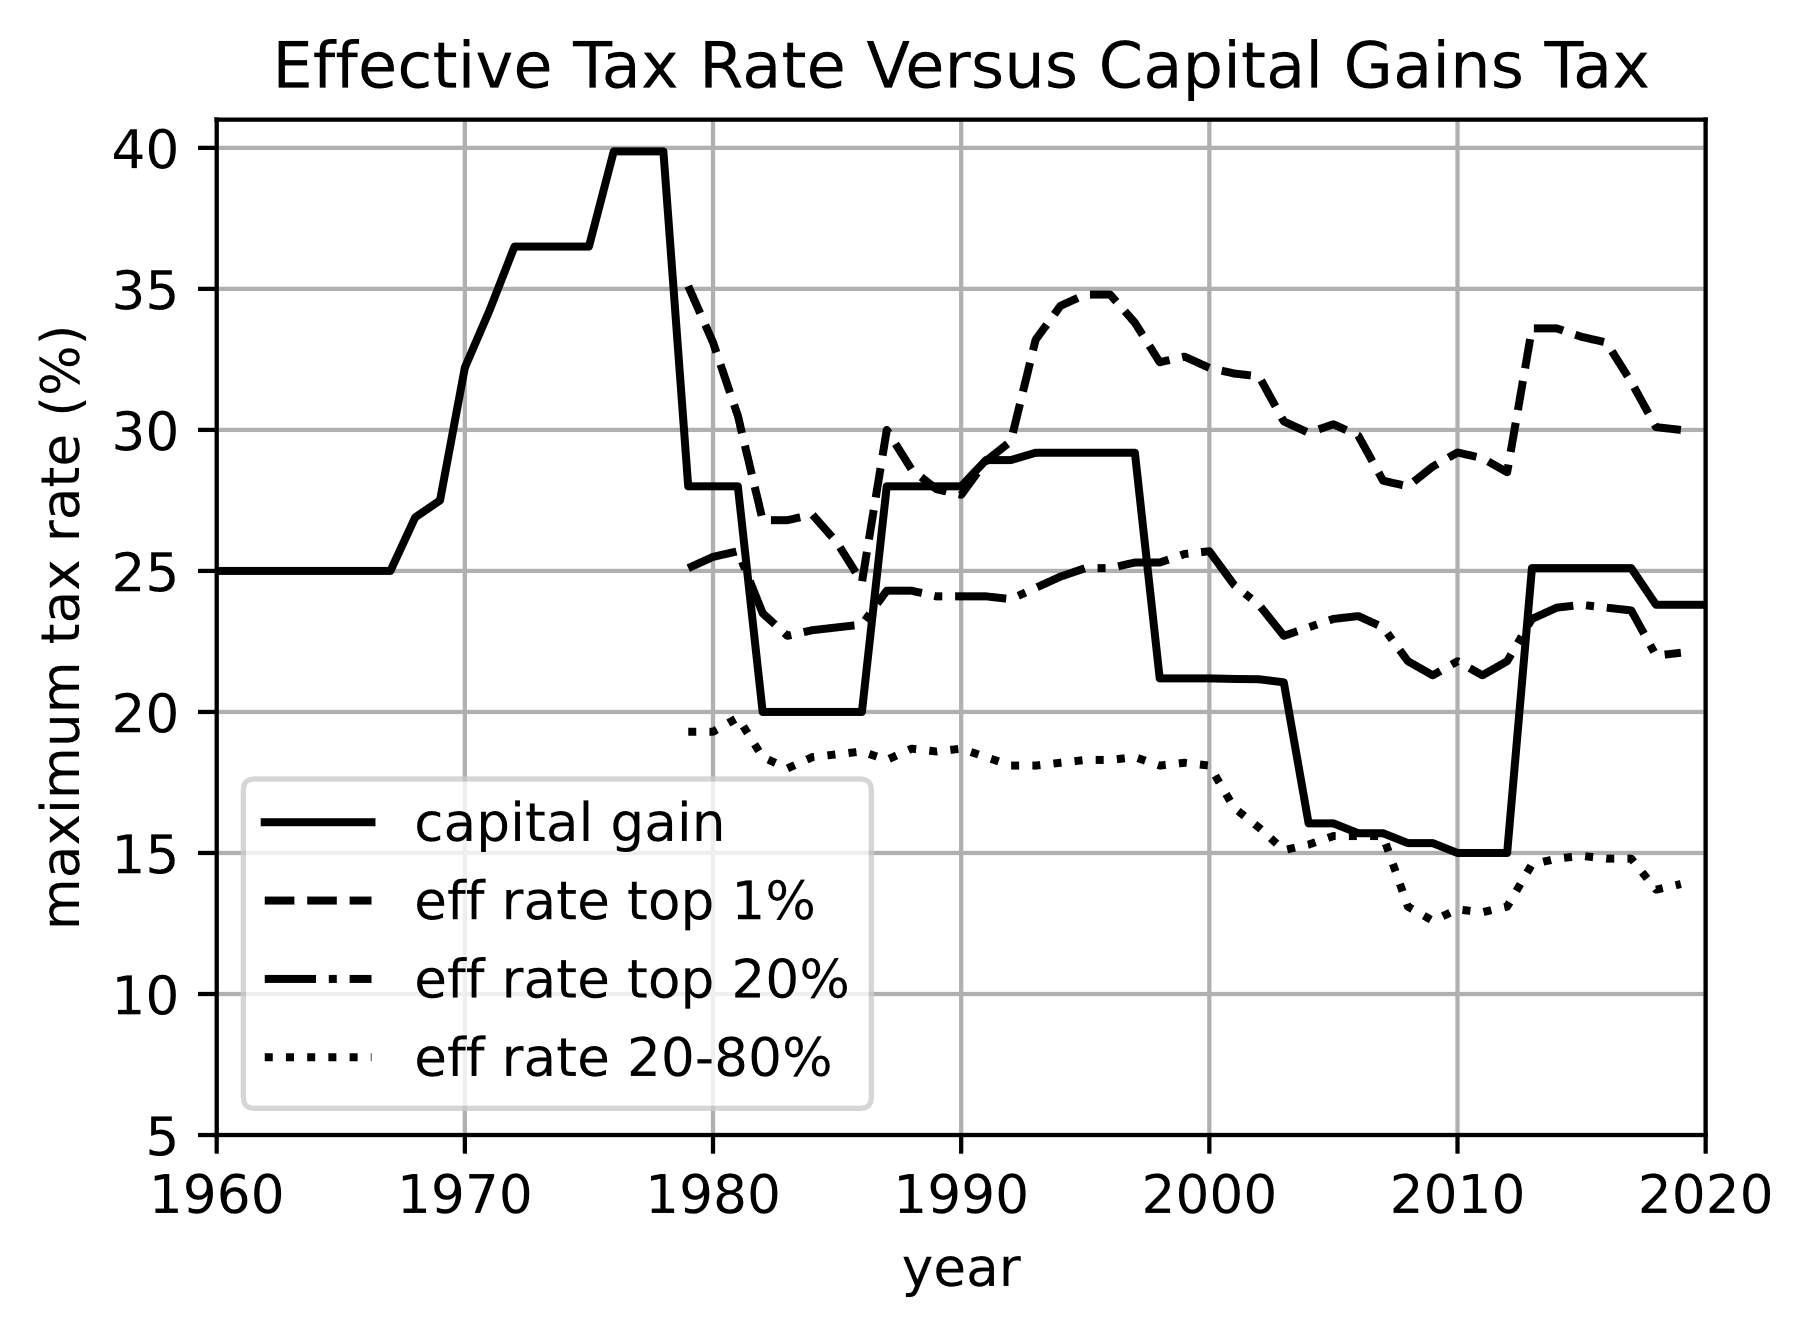 Effective Tax Rate Versus Capital Gains Tax
maximum tax rate (%)
40
35
30
25
20
15
10
5
capital gain
eff rate top 1%
eff rate top 20%
eff rate 20-80%
1960 1970 1980 1990 2000 2010 2020
year